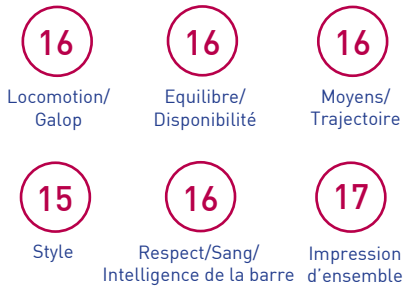 16 16 16
Locomotion/ Equilibre/ Moyens/
Galop Disponibilité Trajectoire
15 16 17
Style Respect/Sang/ Impression
Intelligence de la barre d'ensemble